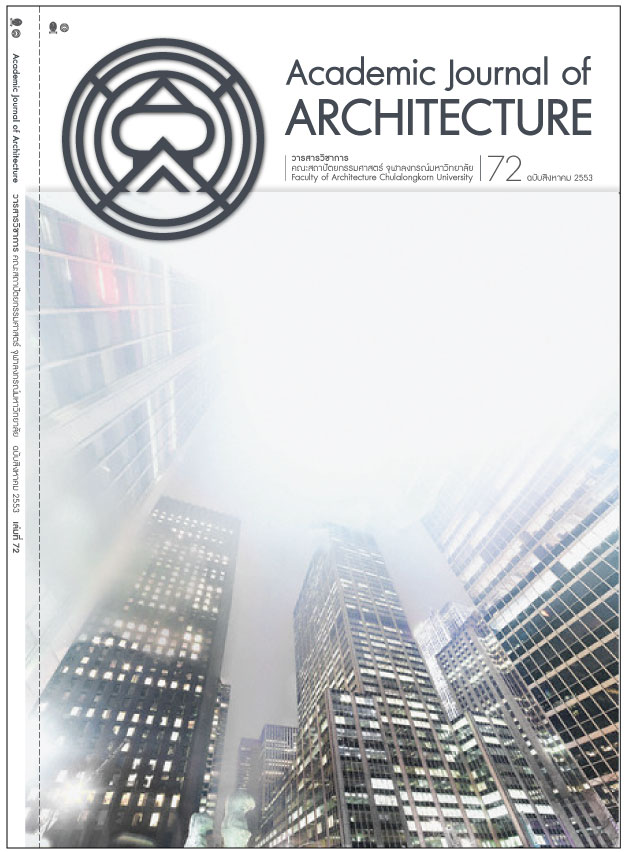 Academic Journal of
ARCHITECTURE
วารสารวิชาการ
คณะสถาปัตยกรรมศาสตร์ จุฬาลงกรณ์มหาวิทยาลัย
Faculty of Architecture Chulalongkorn University
72 ฉบับสิงหาคม 2553
Academic Journal of Architecture วารสารวิชาการ คณะสถาปัตยกรรมศาสตร์ จุฬาลงกรณ์มหาวิทยาลัย ฉบับสิงหาคม 2553 เล่มที่ 72